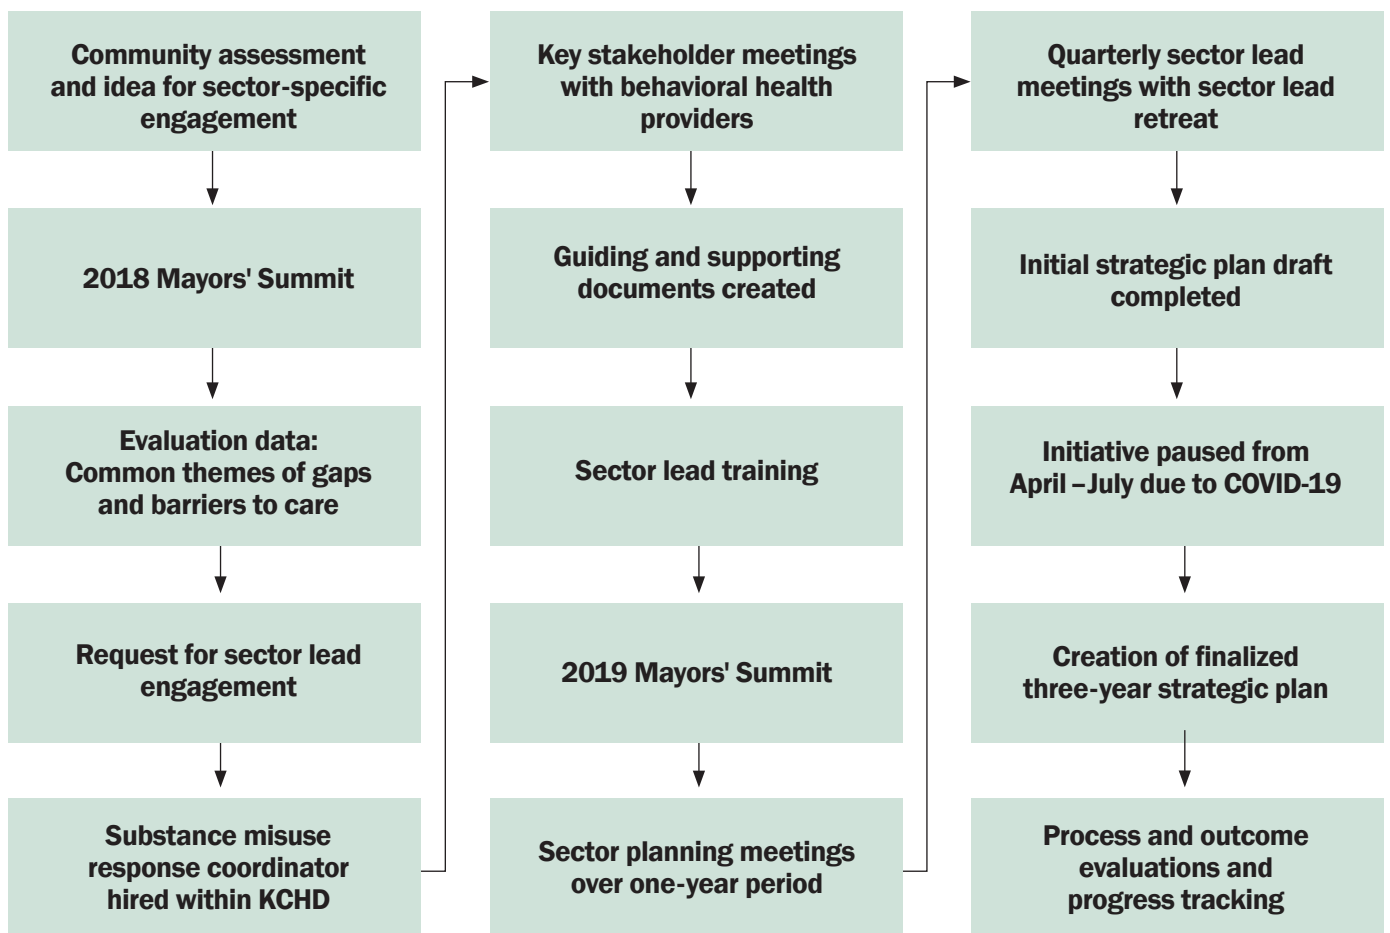 Community assessment
and idea for sector-specific
engagement
2018 Mayors' Summit
Evaluation data:
Common themes of gaps
and barriers to care
Request for sector lead
engagement
Substance misuse
response coordinator
hired within KCHD
Key stakeholder meetings
with behavioral health
providers
Guiding and supporting
documents created
Sector lead training
2019 Mayors' Summit
Sector planning meetings
over one-year period
Quarterly sector lead
meetings with sector lead
retreat
Initial strategic plan draft
completed
Initiative paused from
April –July due to COVID-19
Creation of finalized
three-year strategic plan
Process and outcome
evaluations and
progress tracking